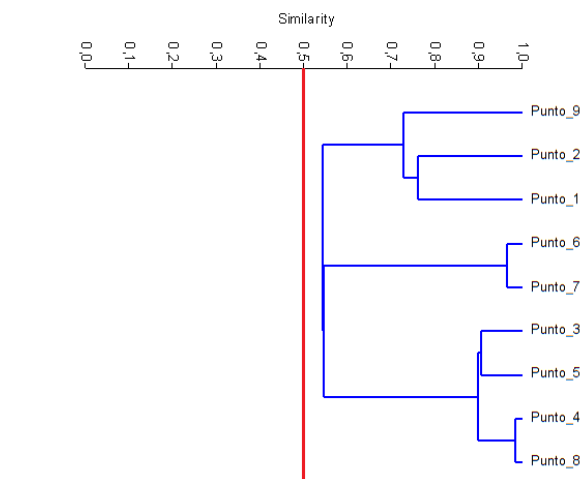 Similarity
0,0 0,1 0,2 0,3 0,4 0,5 0,6 0,7 0,8 0,9 1,0
Punto_9
Punto_2
Punto_1
Punto_6
Punto_7
Punto_3
Punto_5
Punto_4
Punto_8